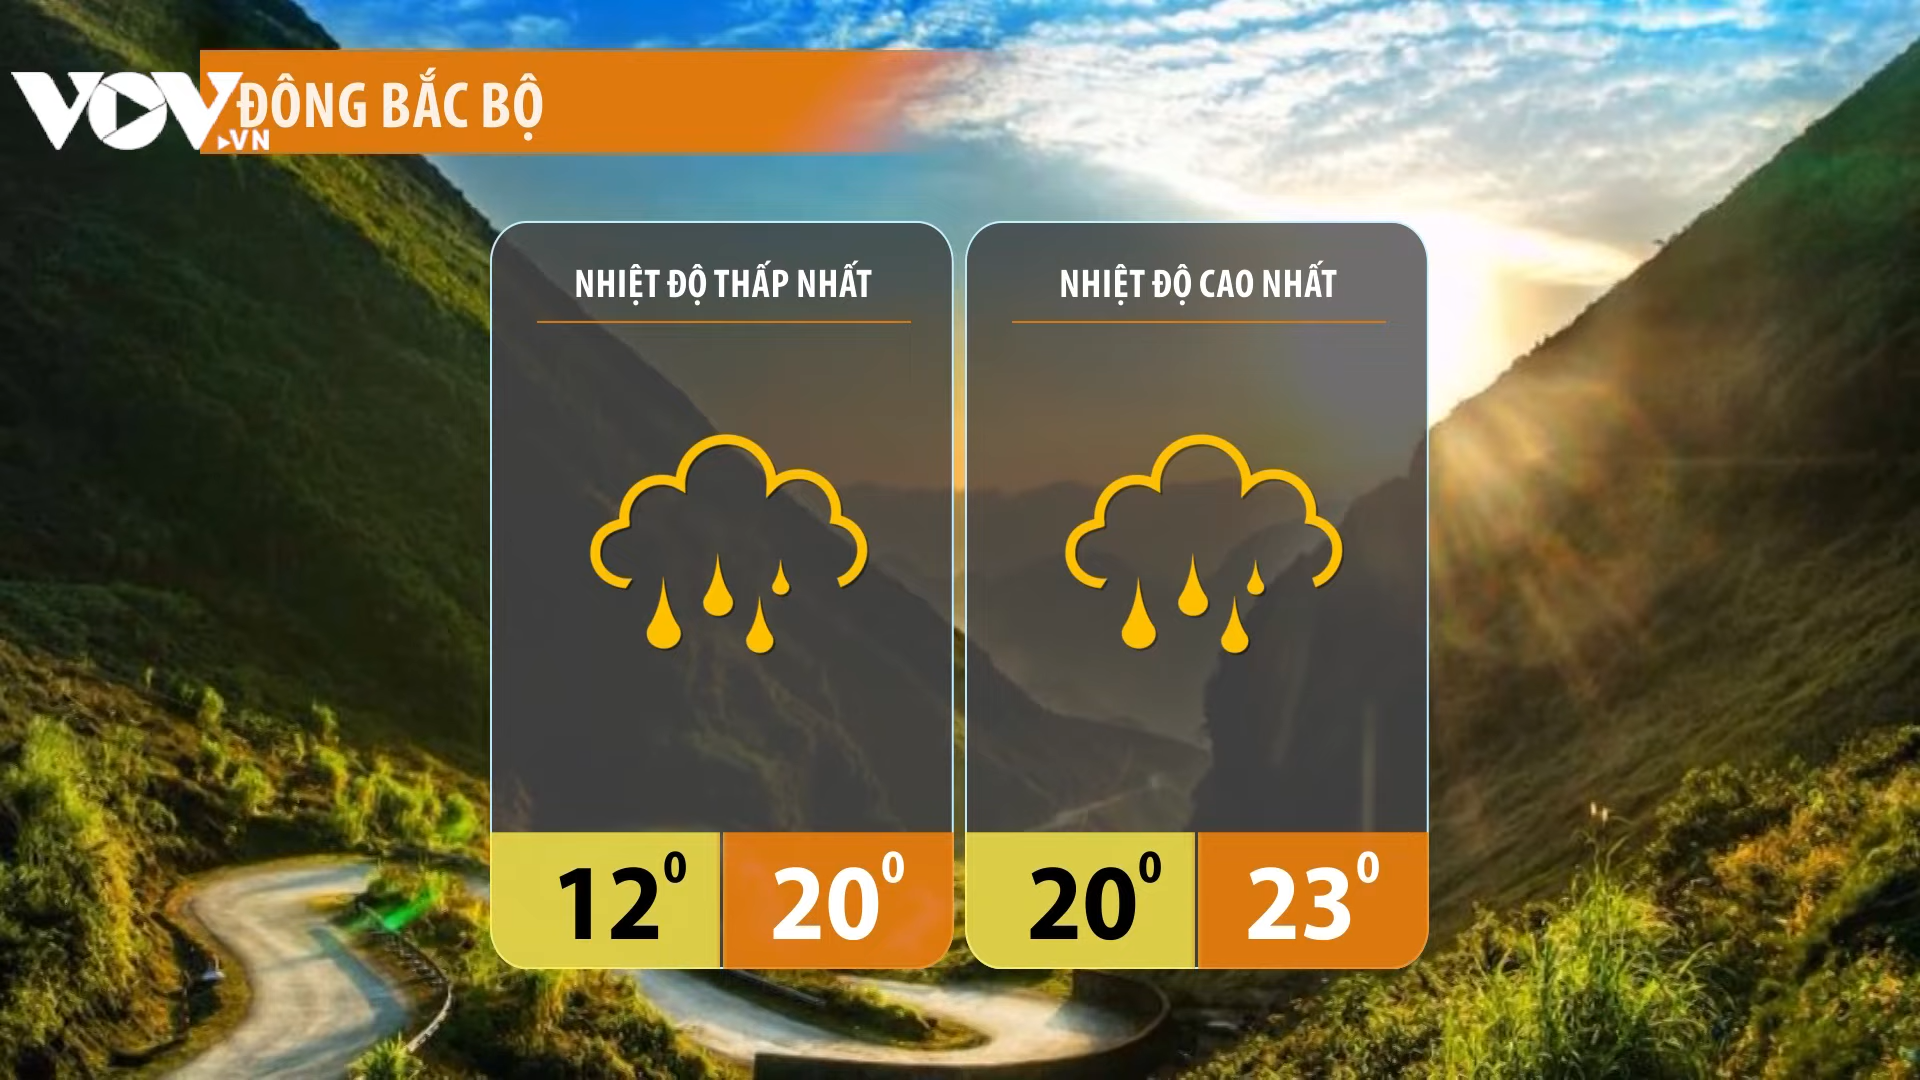 VOV
.VN
ĐÔNG BẮC BỘ
NHIỆT ĐỘ THẤP NHẤT
NHIỆT ĐỘ CAO NHẤT
12⁰ 20⁰
20⁰ 23⁰